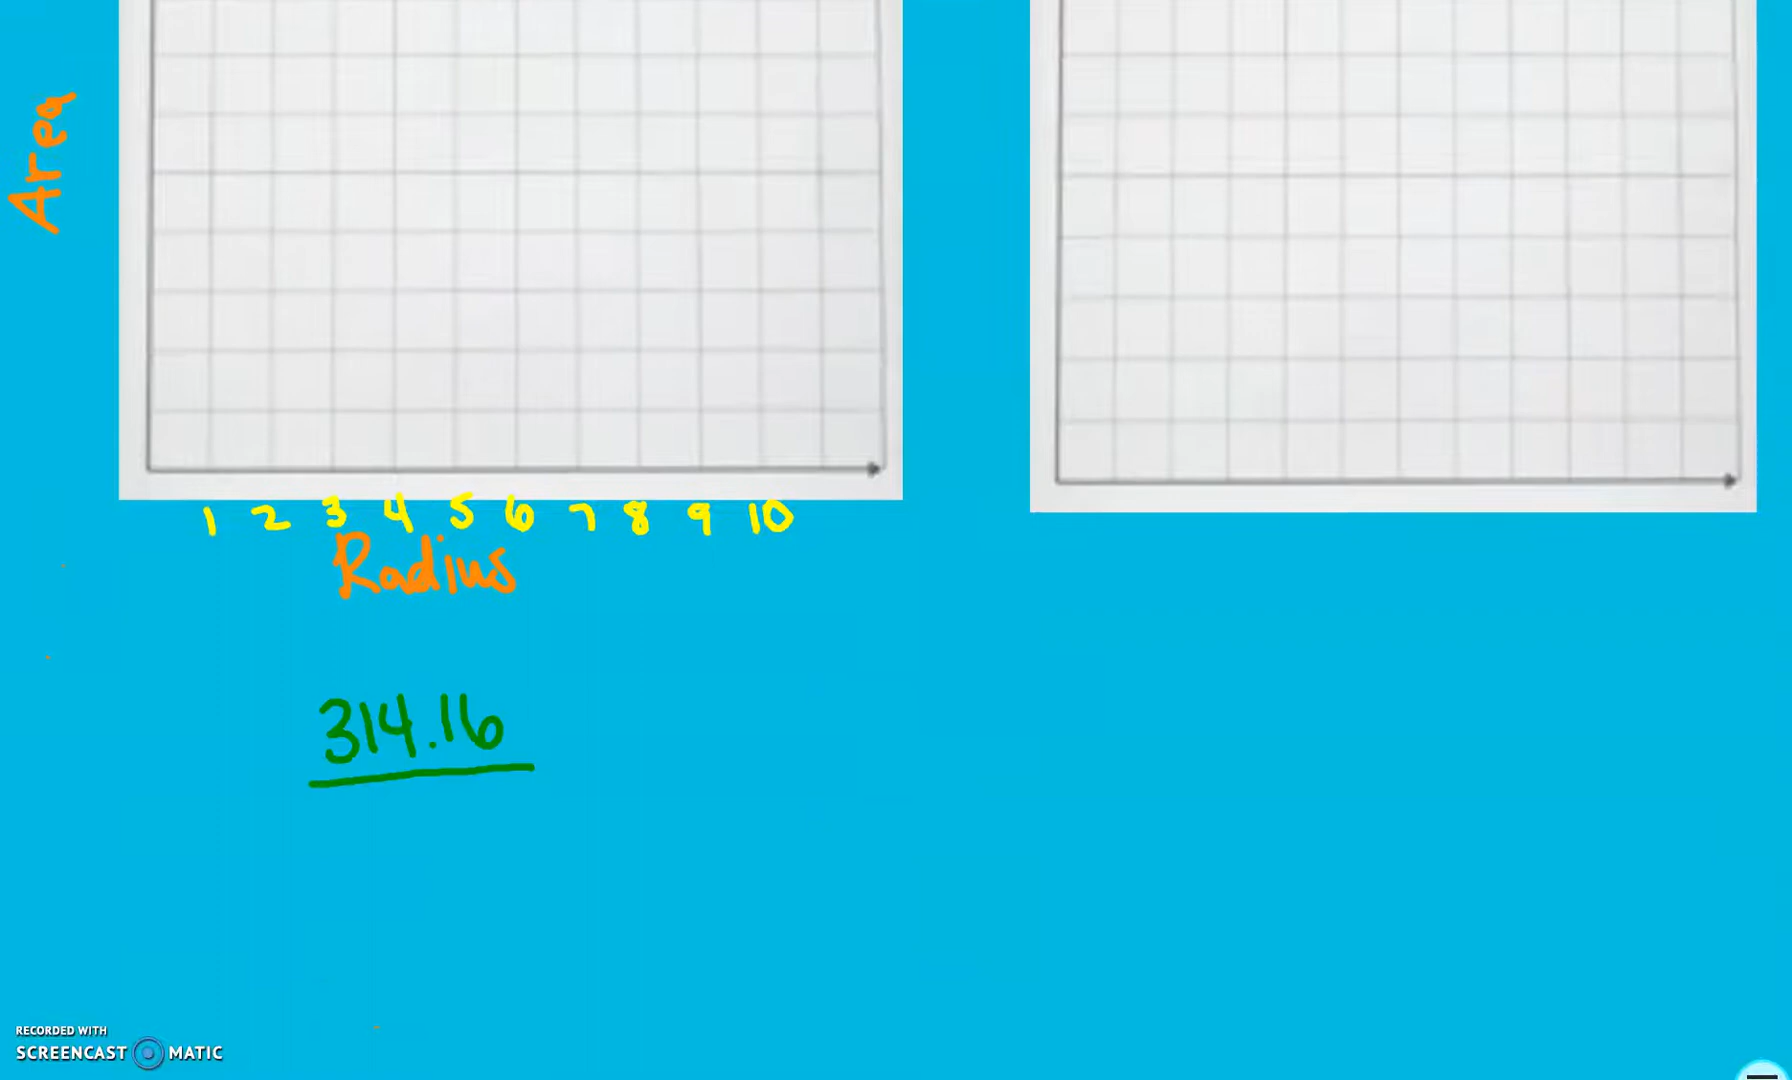 Area
1 2 3 4 5 6 7 8 9 10
Radius
314.16
RECORDED WITH
SCREENCAST MATIC